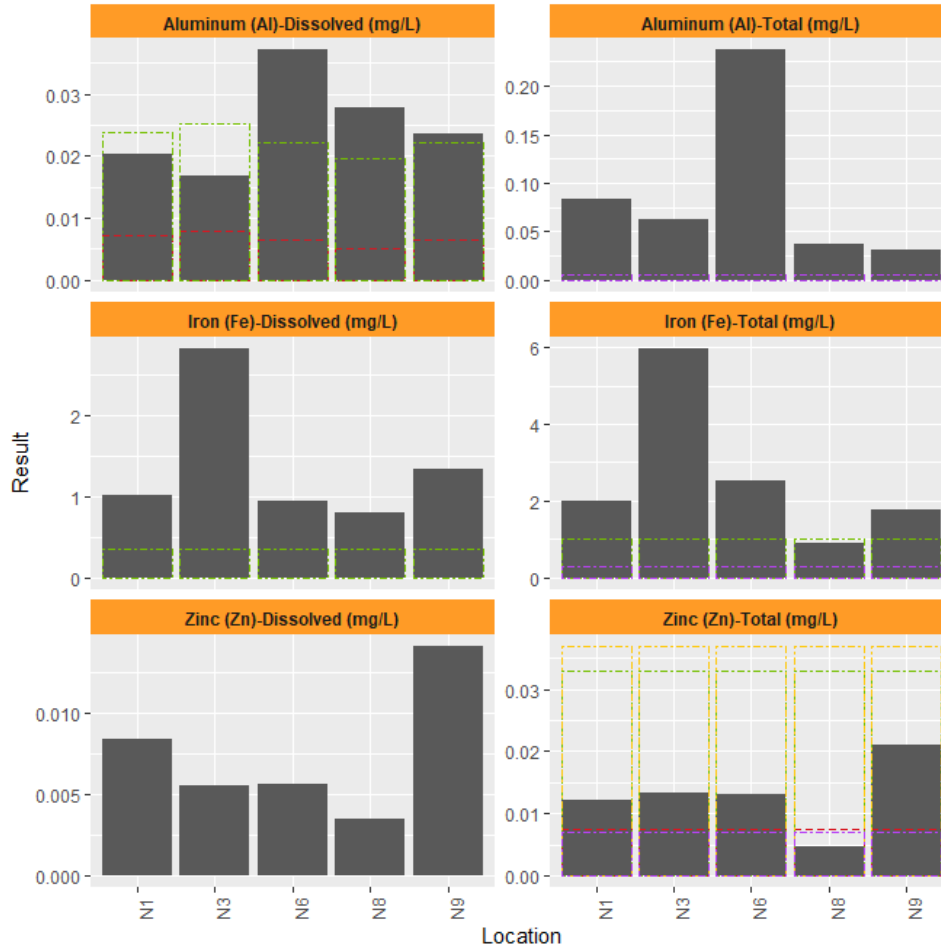 Aluminum (Al)-Dissolved (mg/L)
Aluminum (Al)-Total (mg/L)
0.03
0.02
0.01
0.00
0.20
0.15
0.10
0.05
0.00
Iron (Fe)-Dissolved (mg/L)
Iron (Fe)-Total (mg/L)
2
1
0
6
4
2
0
Zinc (Zn)-Dissolved (mg/L)
Zinc (Zn)-Total (mg/L)
0.010
0.005
0.000
0.03
0.02
0.01
0.00
N1
N3
N6
N8
N9
N1
N3
N6
N8
N9
Result
Location